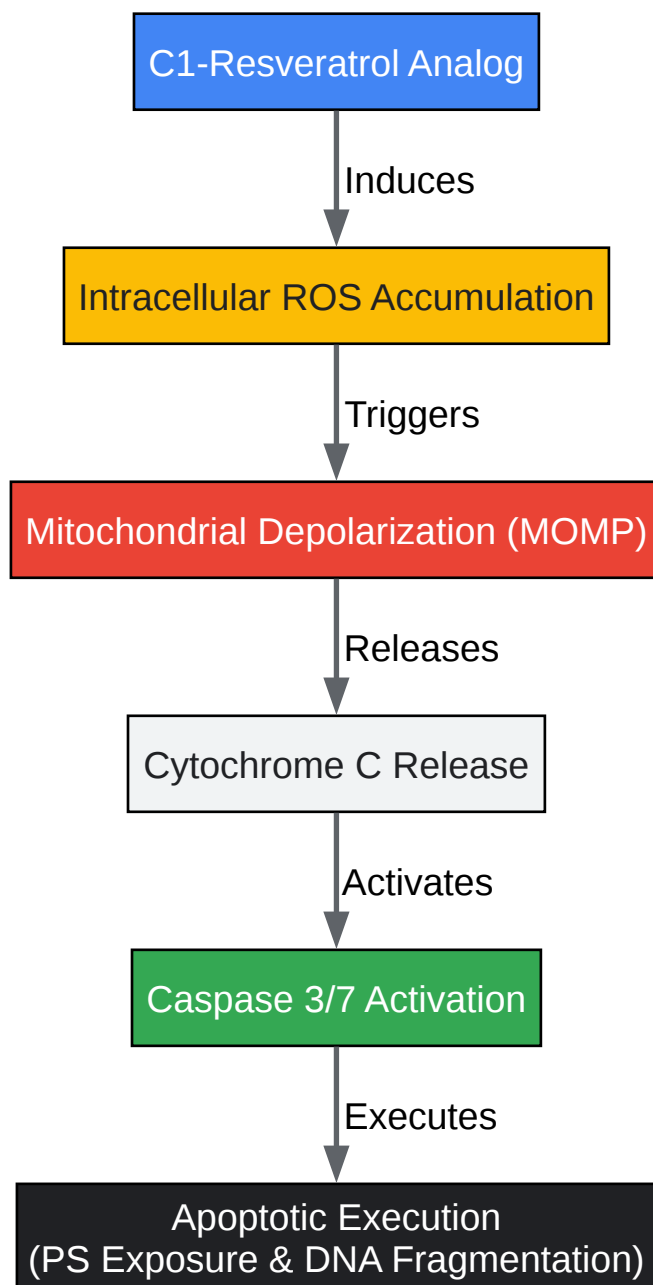 C1-Resveratrol Analog
Induces
Intracellular ROS Accumulation
Triggers
Mitochondrial Depolarization (MOMP)
Releases
Cytochrome C Release
Activates
Caspase 3/7 Activation
Executes
Apoptotic Execution
(PS Exposure & DNA Fragmentation)